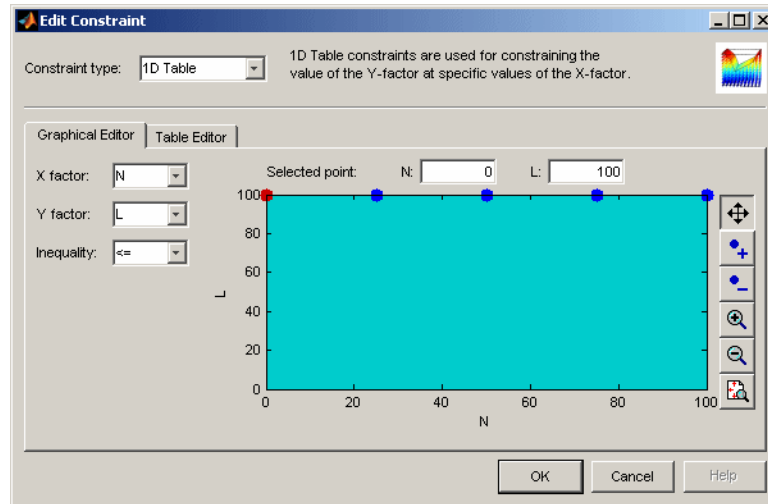 Edit Constraint
Constraint type: 1D Table
1D Table constraints are used for constraining the
value of the Y-factor at specific values of the X-factor.
Graphical Editor Table Editor
X factor: N
Y factor: L
Inequality: <=
Selected point: N: 0 L: 100
100
80
60
40
20
0
L
0 20 40 60 80 100
N
OK Cancel Help